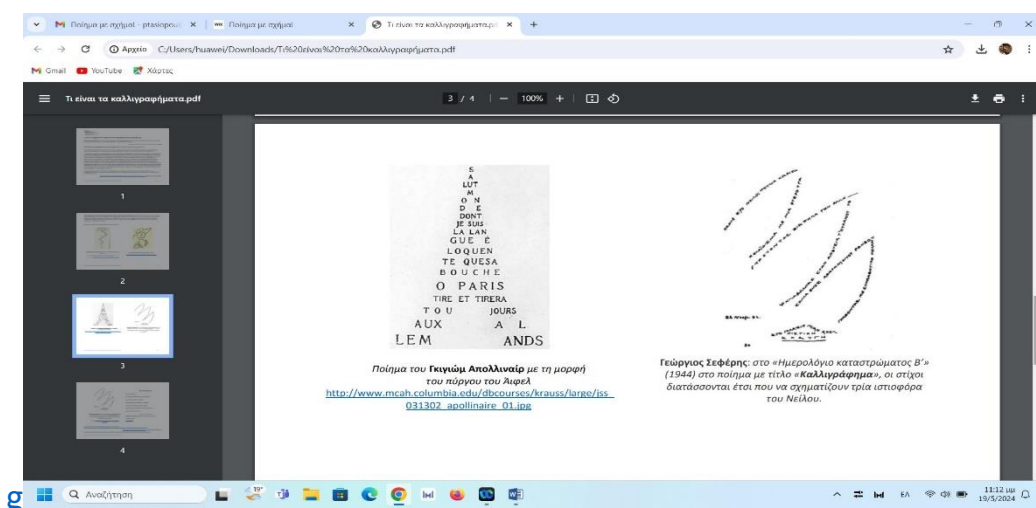 Ποίημα με σχήμα! - ptasiopou
Ποίημα με σχήμα!
Τι είναι τα καλλιγραφήματα.pdf
Αρχείο C:/Users/huawei/Downloads/Τι%20είναι%20τα%20καλλιγραφήματα.pdf
Gmail YouTube Χάρτες
Τι είναι τα καλλιγραφήματα.pdf
3 / 4 | − 100% +
1
2
3
4
S
A
LUT
M
O N
D E
DONT
JE SUIS
LA LAN
GUE É
LOQUEN
TE QUESA
BOUCHE
O PARIS
TIRE ET TIRERA
TOU JOURS
AUX A L
LEM ANDS
Ποίημα του Γκιγιώμ Απολλιναίρ με τη μορφή
του πύργου του Άιφελ
http://www.mcah.columbia.edu/dbcourses/krauss/large/jss_
031302_apollinaire_01.jpg
Γεώργιος Σεφέρης: στο «Ημερολόγιο καταστρώματος Β'»
(1944) στο ποίημα με τίτλο «Καλλιγράφημα», οι στίχοι
διατάσσονται έτσι που να σχηματίζουν τρία ιστιοφόρα
του Νείλου.
g
Αναζήτηση
19°
ΕΛ
11:12 μμ
19/5/2024